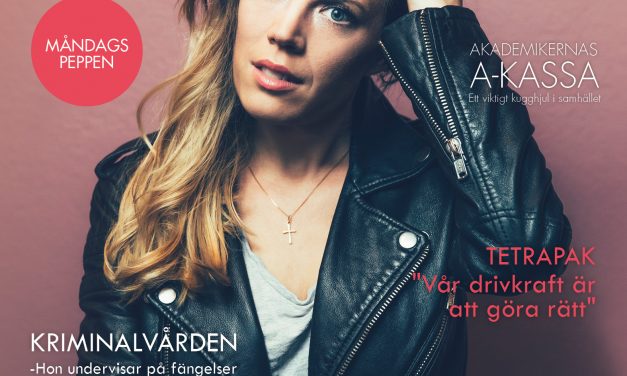 MÅNDAGS
PEPPEN
AKADEMIKERNAS
A-KASSA
Ett viktigt kugghjul i samhället
TETRAPAK
"Vår drivkraft är
att göra rätt"
KRIMINALVÅRDEN
-Hon undervisar på fängelser